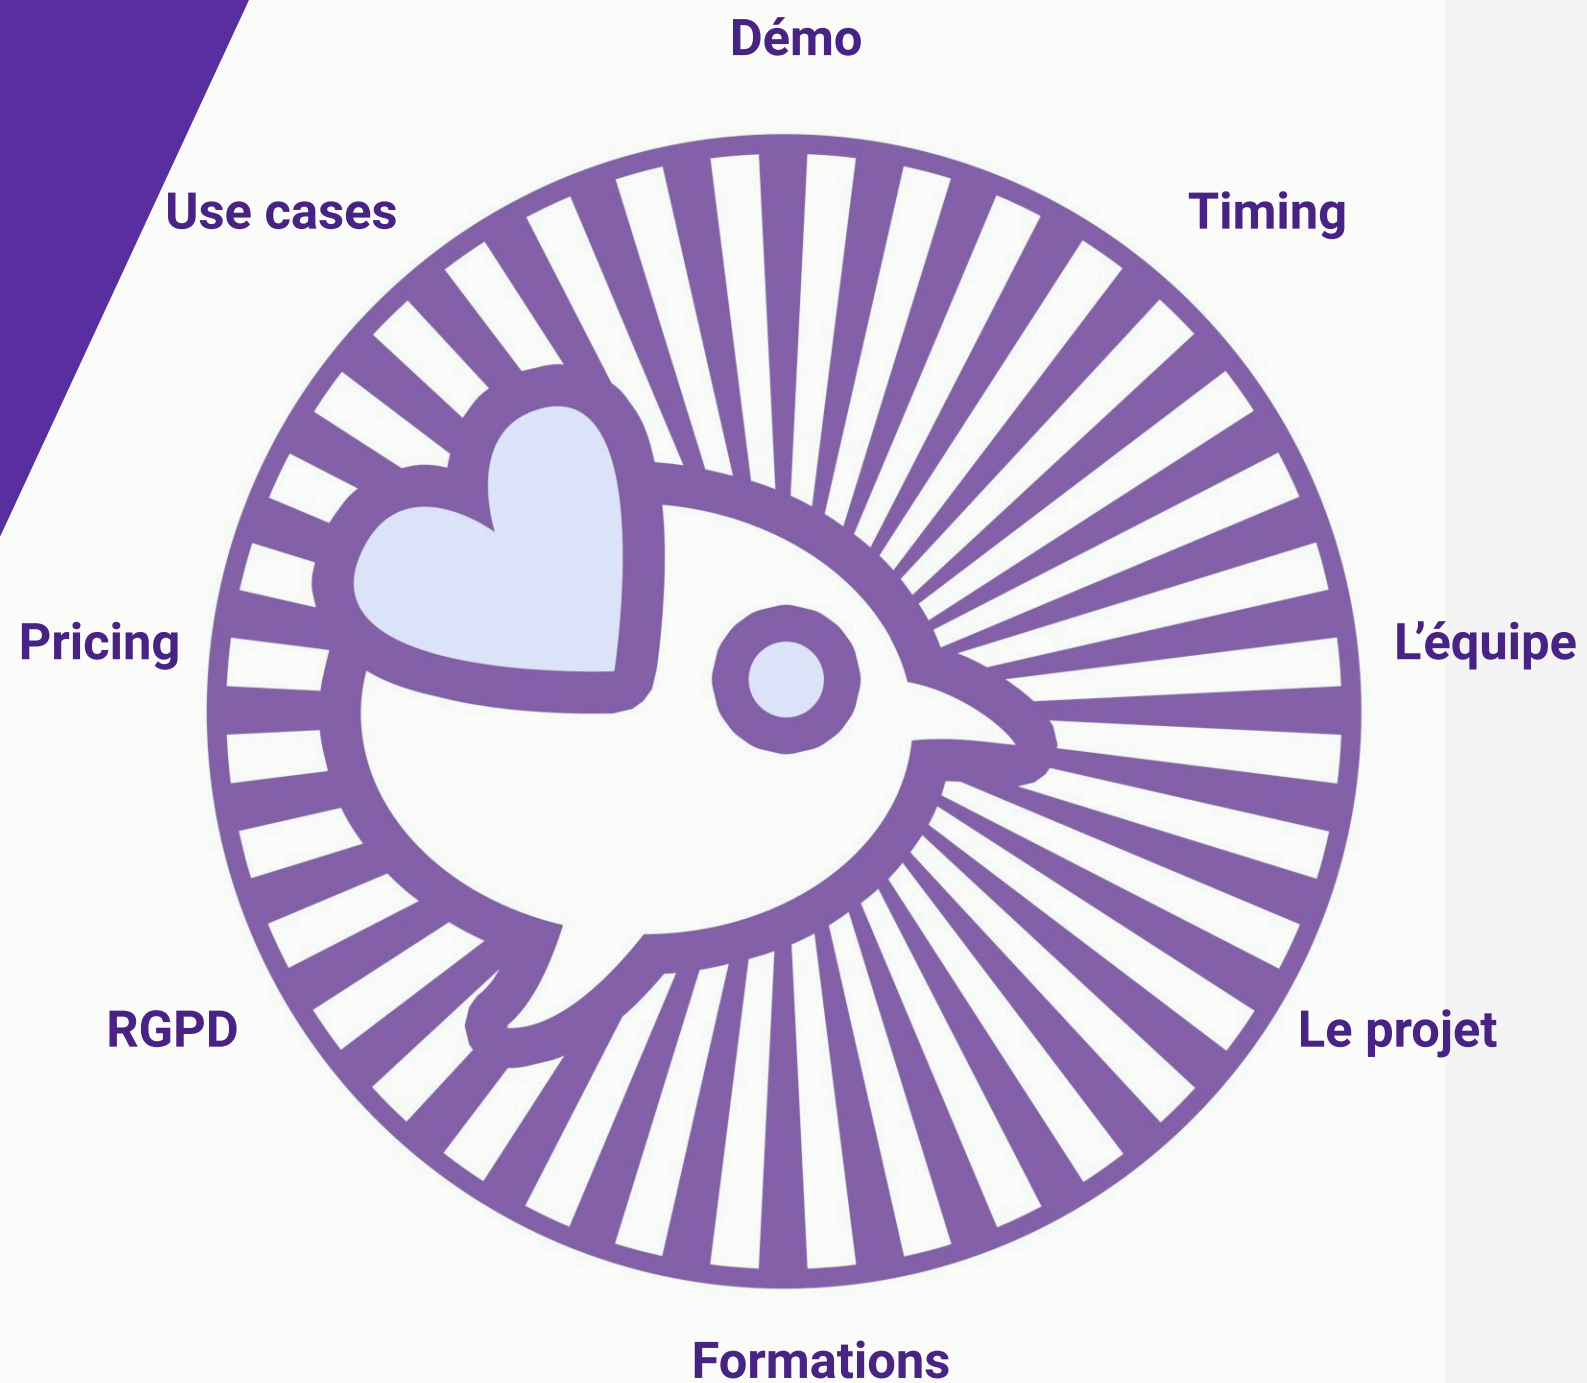 Démo
Use cases
Timing
Pricing
L’équipe
RGPD
Le projet
Formations